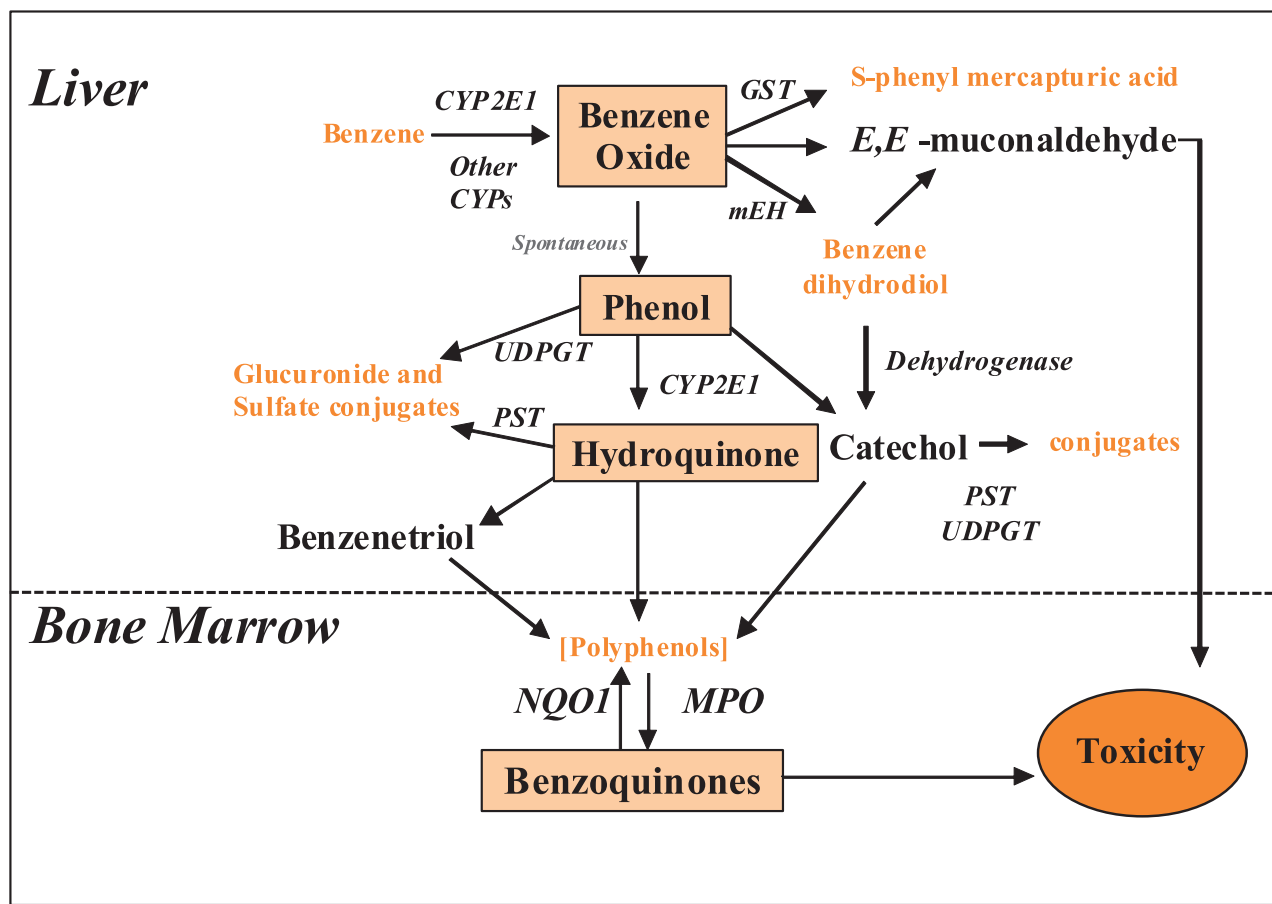 Liver
CYP2E1
Benzene
Other
CYPs
Benzene
Oxide
GST
S-phenyl mercapturic acid
E,E -muconaldehyde
mEH
Spontaneous
Benzene
dihydrodiol
Phenol
UDPGT
CYP2E1
Dehydrogenase
Glucuronide and
Sulfate conjugates
PST
Hydroquinone
Catechol
conjugates
PST
UDPGT
Benzenetriol
Bone Marrow
[Polyphenols]
NQO1
MPO
Benzoquinones
Toxicity